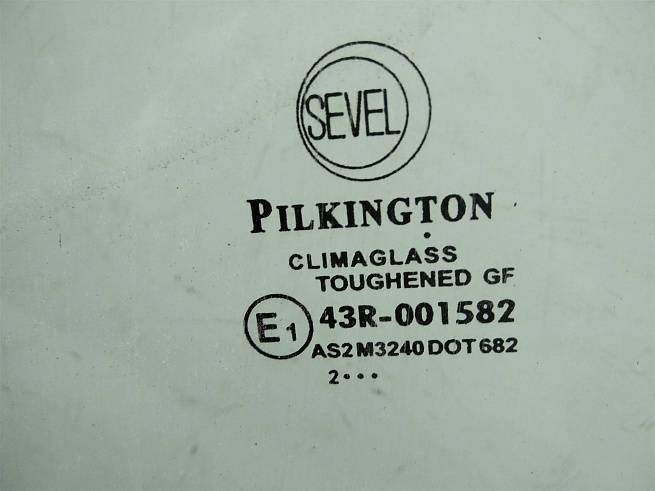 SEVEL
PILKINGTON
CLIMAGLASS
TOUGHENED GF
E1 43R-001582
AS2 M3240 DOT 682
2•••